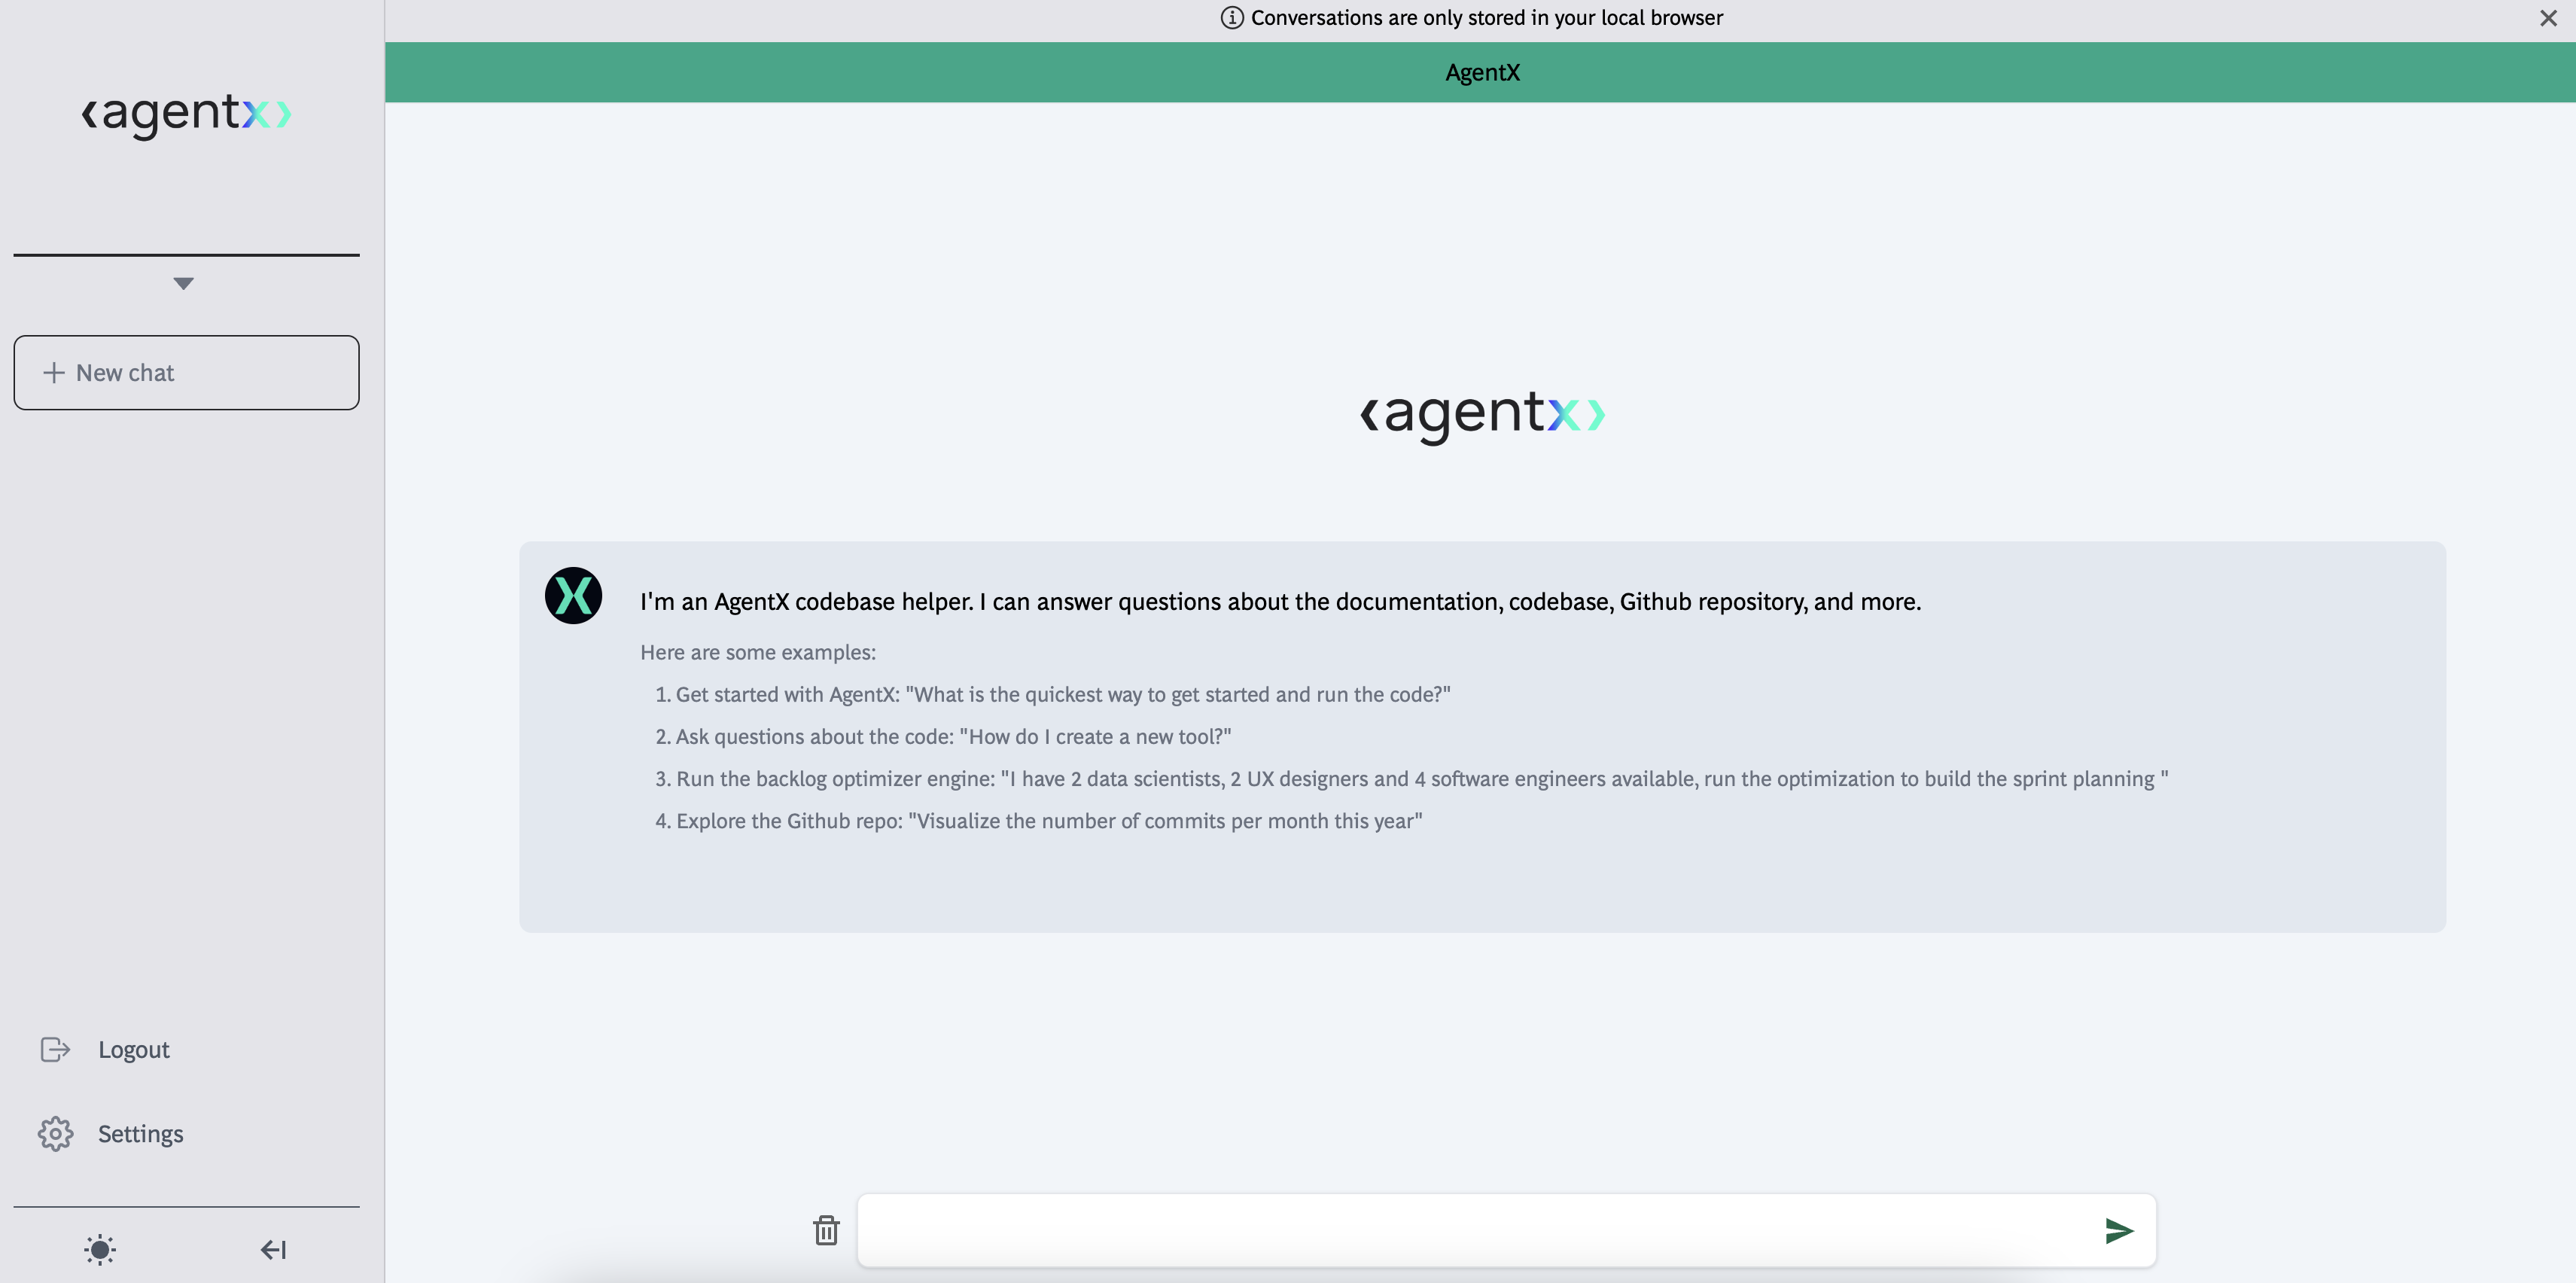 Conversations are only stored in your local browser
AgentX
‹agentx›
New chat
‹agentx›
I'm an AgentX codebase helper. I can answer questions about the documentation, codebase, Github repository, and more.
Here are some examples:
1. Get started with AgentX: "What is the quickest way to get started and run the code?"
2. Ask questions about the code: "How do I create a new tool?"
3. Run the backlog optimizer engine: "I have 2 data scientists, 2 UX designers and 4 software engineers available, run the optimization to build the sprint planning "
4. Explore the Github repo: "Visualize the number of commits per month this year"
Logout
Settings